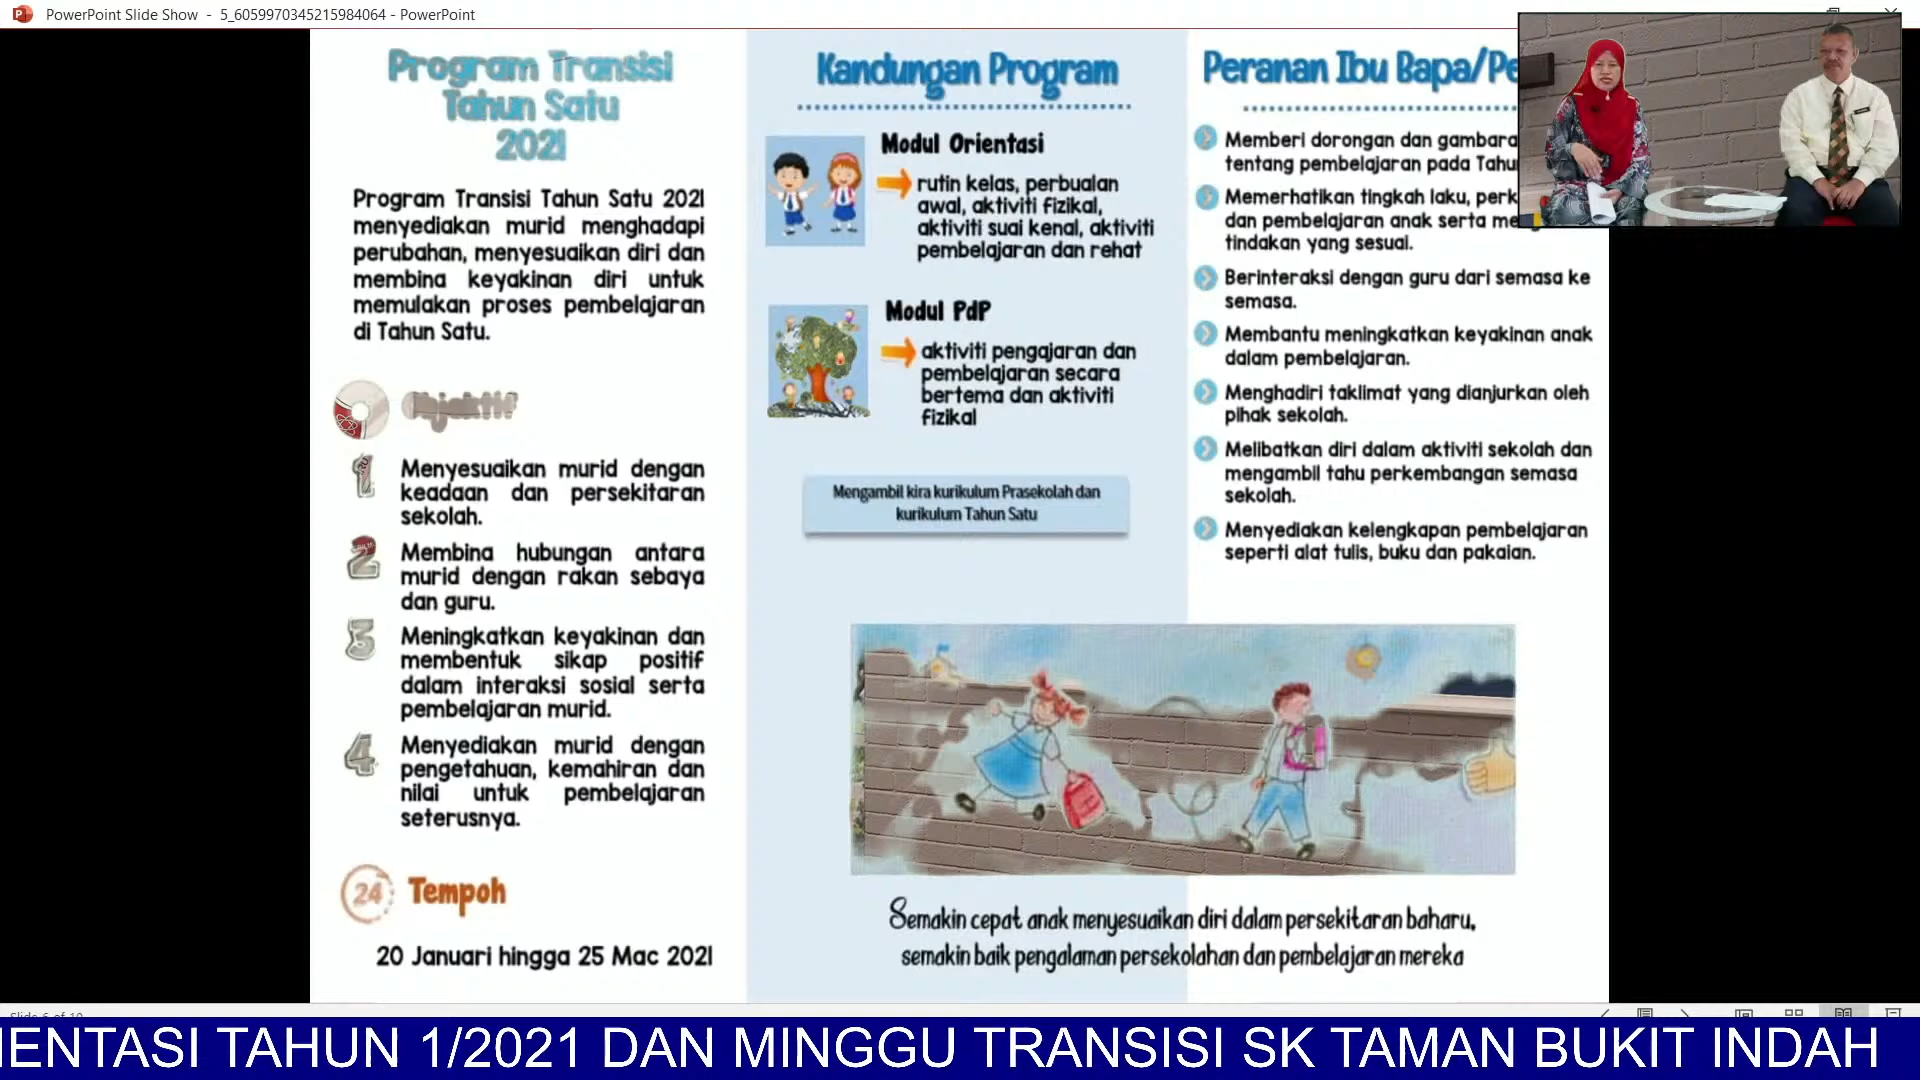 PowerPoint Slide Show - 5_6059970345215984064 - PowerPoint
Program Transisi
Tahun Satu
2021
Program Transisi Tahun Satu 2021
menyediakan murid menghadapi
perubahan, menyesuaikan diri dan
membina keyakinan diri untuk
memulakan proses pembelajaran
di Tahun Satu.
1 Menyesuaikan murid dengan
keadaan dan persekitaran
sekolah.
2 Membina hubungan antara
murid dengan rakan sebaya
dan guru.
3 Meningkatkan keyakinan dan
membentuk sikap positif
dalam interaksi sosial serta
pembelajaran murid.
4 Menyediakan murid dengan
pengetahuan, kemahiran dan
nilai untuk pembelajaran
seterusnya.
24 Tempoh
20 Januari hingga 25 Mac 2021
Kandungan Program
Modul Orientasi
rutin kelas, perbualan
awal, aktiviti fizikal,
aktiviti suai kenal, aktiviti
pembelajaran dan rehat
Modul PdP
aktiviti pengajaran dan
pembelajaran secara
bertema dan aktiviti
fizikal
Mengambil kira kurikulum Prasekolah dan
kurikulum Tahun Satu
Peranan Ibu Bapa/Pe
Memberi dorongan dan gambara
tentang pembelajaran pada Tahu
Memerhatikan tingkah laku, perk
dan pembelajaran anak serta me
tindakan yang sesuai.
Berinteraksi dengan guru dari semasa ke
semasa.
Membantu meningkatkan keyakinan anak
dalam pembelajaran.
Menghadiri taklimat yang dianjurkan oleh
pihak sekolah.
Melibatkan diri dalam aktiviti sekolah dan
mengambil tahu perkembangan semasa
sekolah.
Menyediakan kelengkapan pembelajaran
seperti alat tulis, buku dan pakaian.
Semakin cepat anak menyesuaikan diri dalam persekitaran baharu,
semakin baik pengalaman persekolahan dan pembelajaran mereka
IENTASI TAHUN 1/2021 DAN MINGGU TRANSISI SK TAMAN BUKIT INDAH